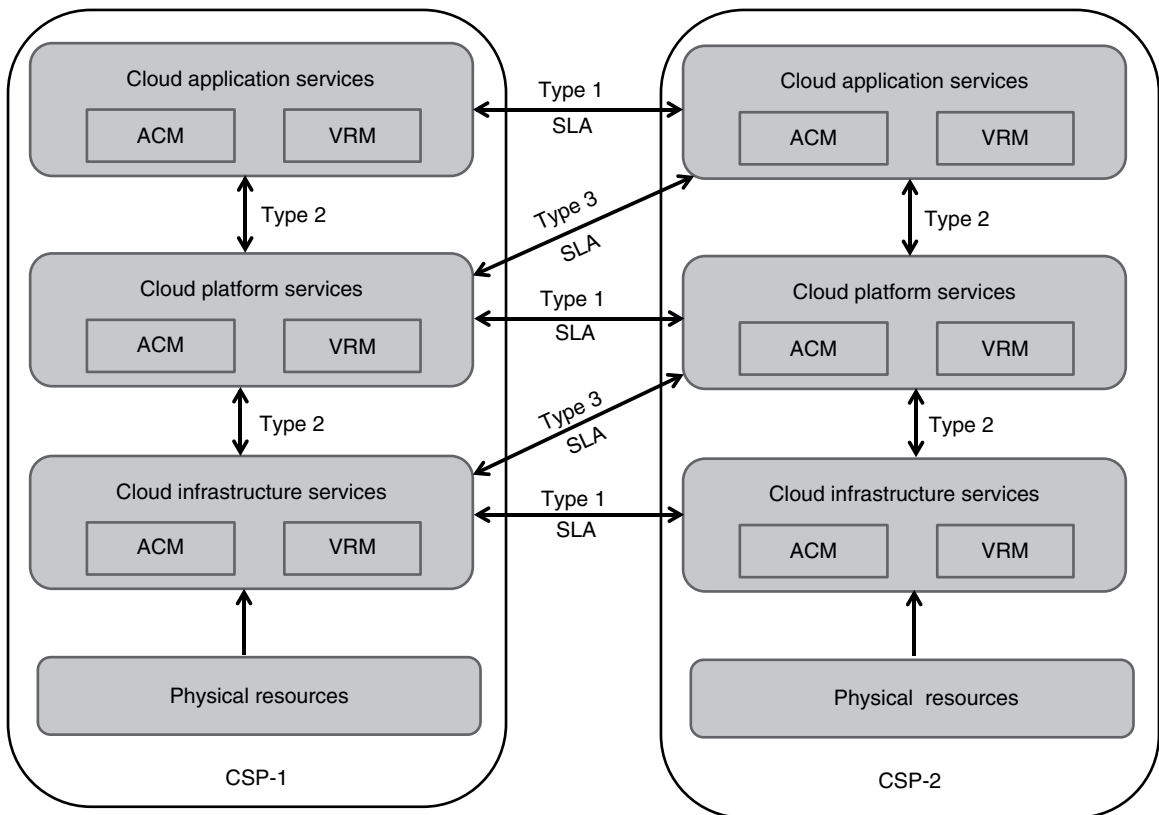 Cloud application services
ACM
VRM
Type 1
SLA
Cloud application services
ACM
VRM
Type 2
Type 3
SLA
Type 2
Cloud platform services
ACM
VRM
Type 1
SLA
Cloud platform services
ACM
VRM
Type 2
Type 3
SLA
Type 2
Cloud infrastructure services
ACM
VRM
Type 1
SLA
Cloud infrastructure services
ACM
VRM
Physical resources
Physical resources
CSP-1
CSP-2